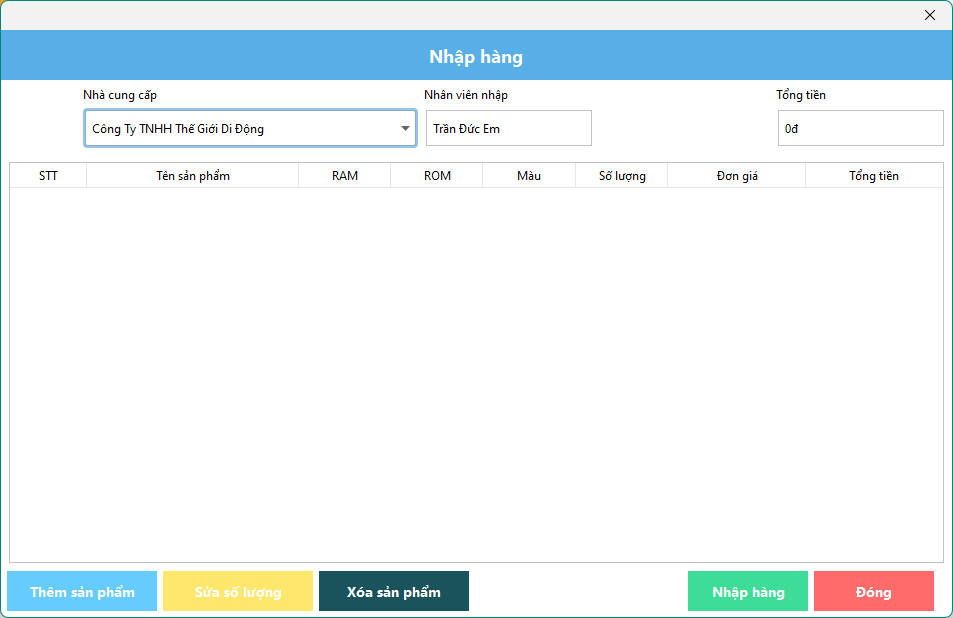 Nhập hàng
Nhà cung cấp Nhân viên nhập Tổng tiền
Công Ty TNHH Thế Giới Di Động Trần Đức Em 0đ
STT Tên sản phẩm RAM ROM Màu Số lượng Đơn giá Tổng tiền
Thêm sản phẩm Sửa số lượng Xóa sản phẩm Nhập hàng Đóng